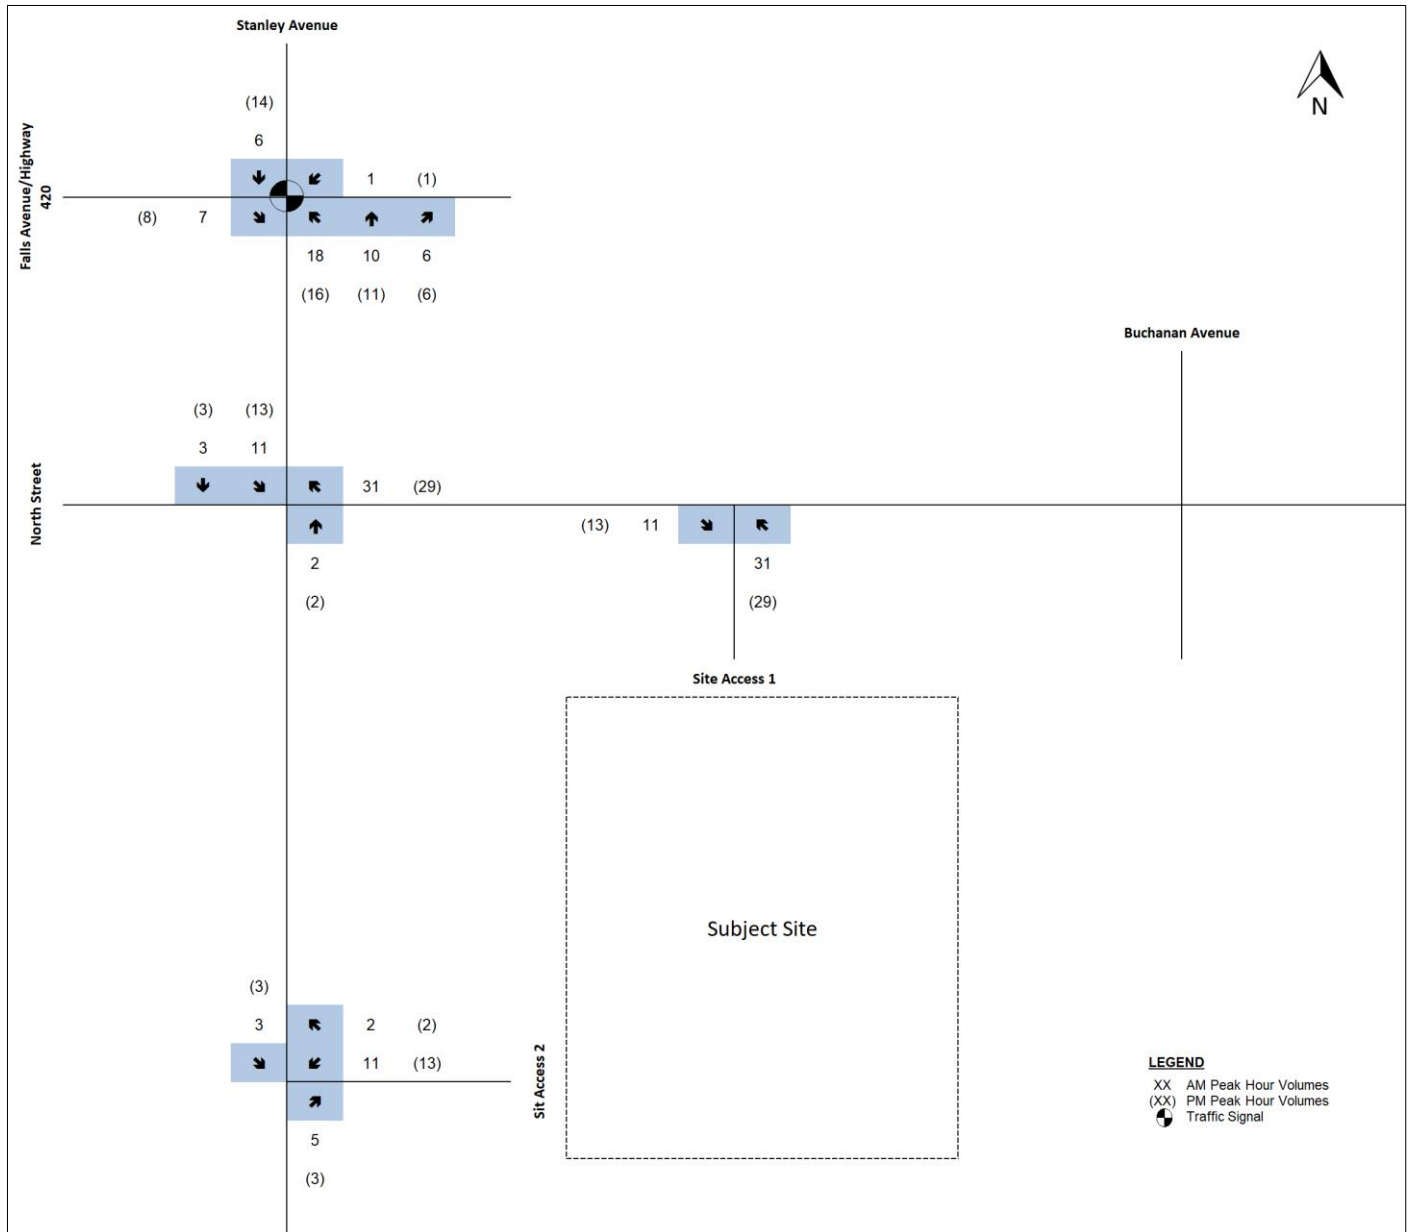 Stanley Avenue
(14)
6
1 (1)
Falls Avenue/Highway
420
(8) 7
18 10 6
(16) (11) (6)
N
Buchanan Avenue
(3) (13)
3 11
31 (29)
North Street
(13) 11
2
31
(2)
(29)
Site Access 1
Subject Site
(3)
3 2 (2)
11 (13)
Sit Access 2
5
(3)
LEGEND
XX AM Peak Hour Volumes
(XX) PM Peak Hour Volumes
Traffic Signal